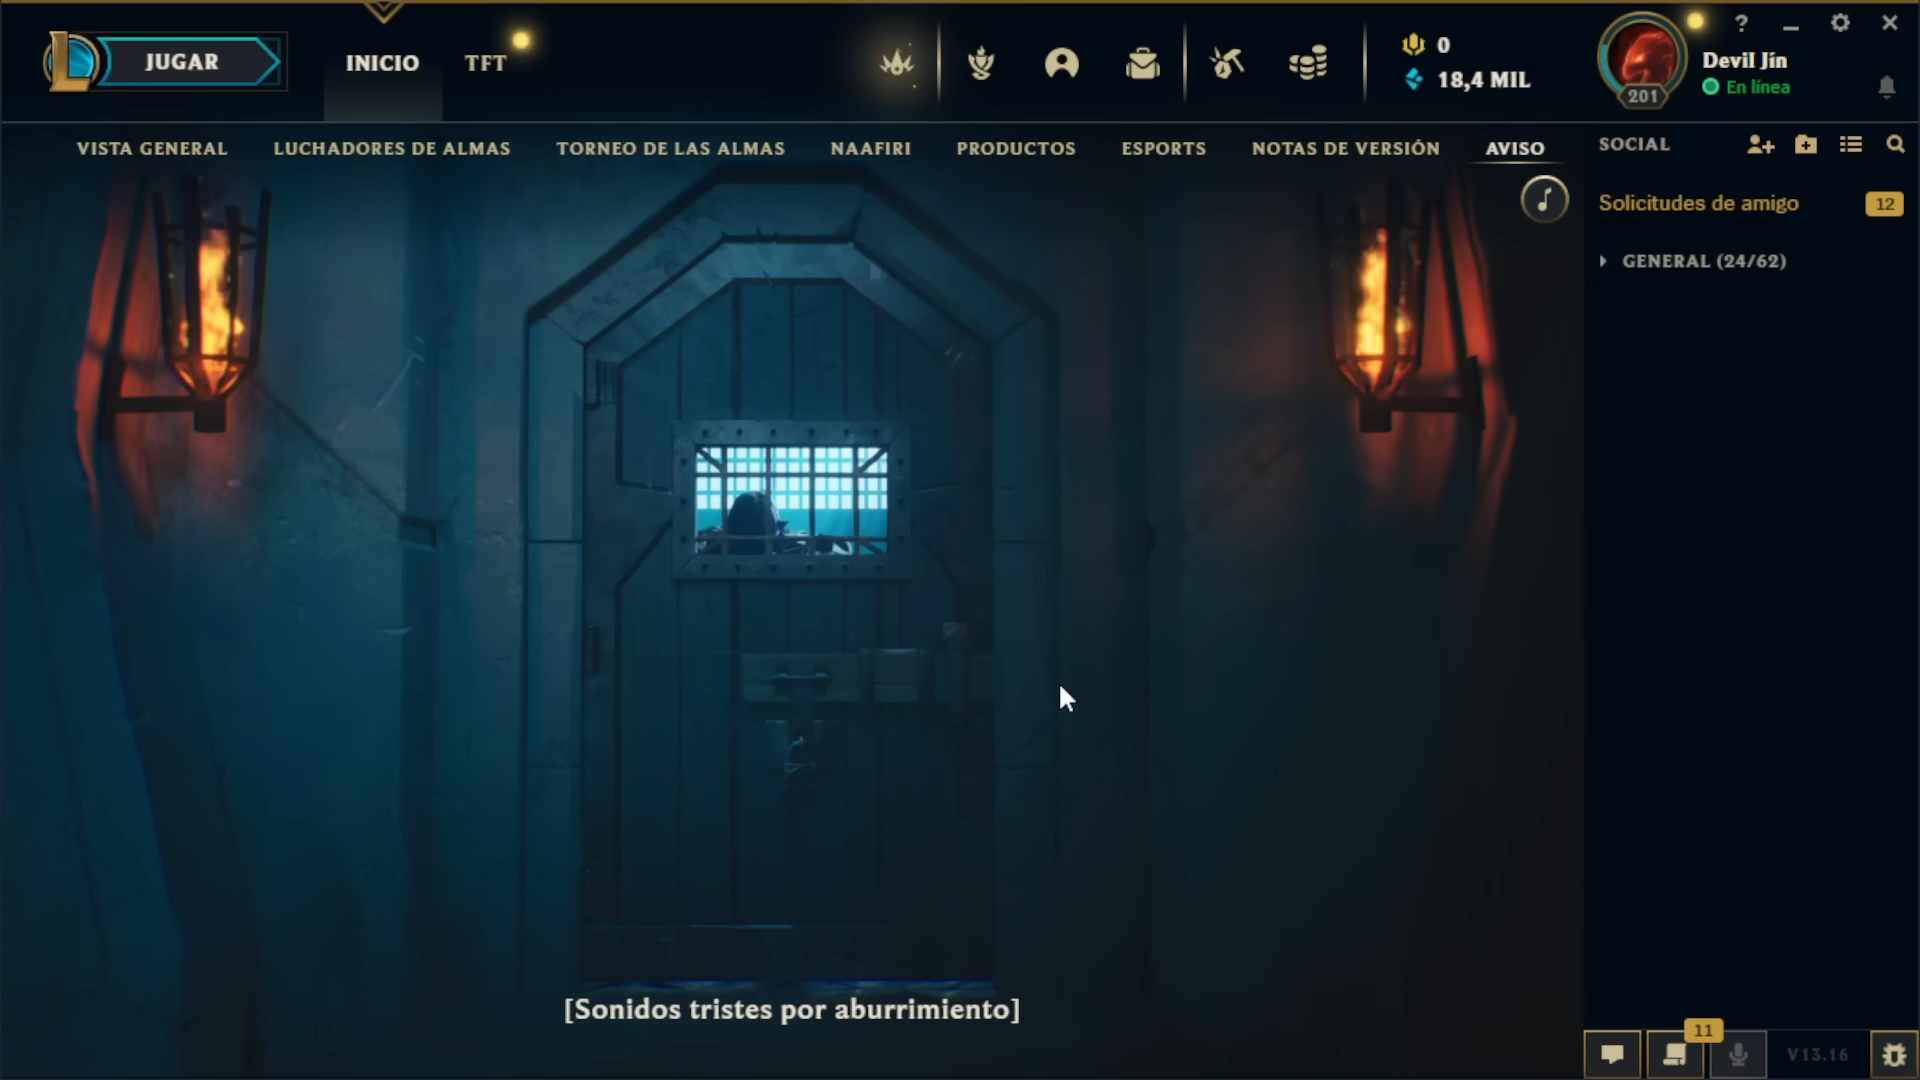 JUGAR
INICIO
TFT
0
18,4 MIL
201
Devil Jín
En línea
?
VISTA GENERAL
LUCHADORES DE ALMAS
TORNEO DE LAS ALMAS
NAAFIRI
PRODUCTOS
ESPORTS
NOTAS DE VERSIÓN
AVISO
SOCIAL
Solicitudes de amigo
12
GENERAL (24/62)
[Sonidos tristes por aburrimiento]
11
V13.16